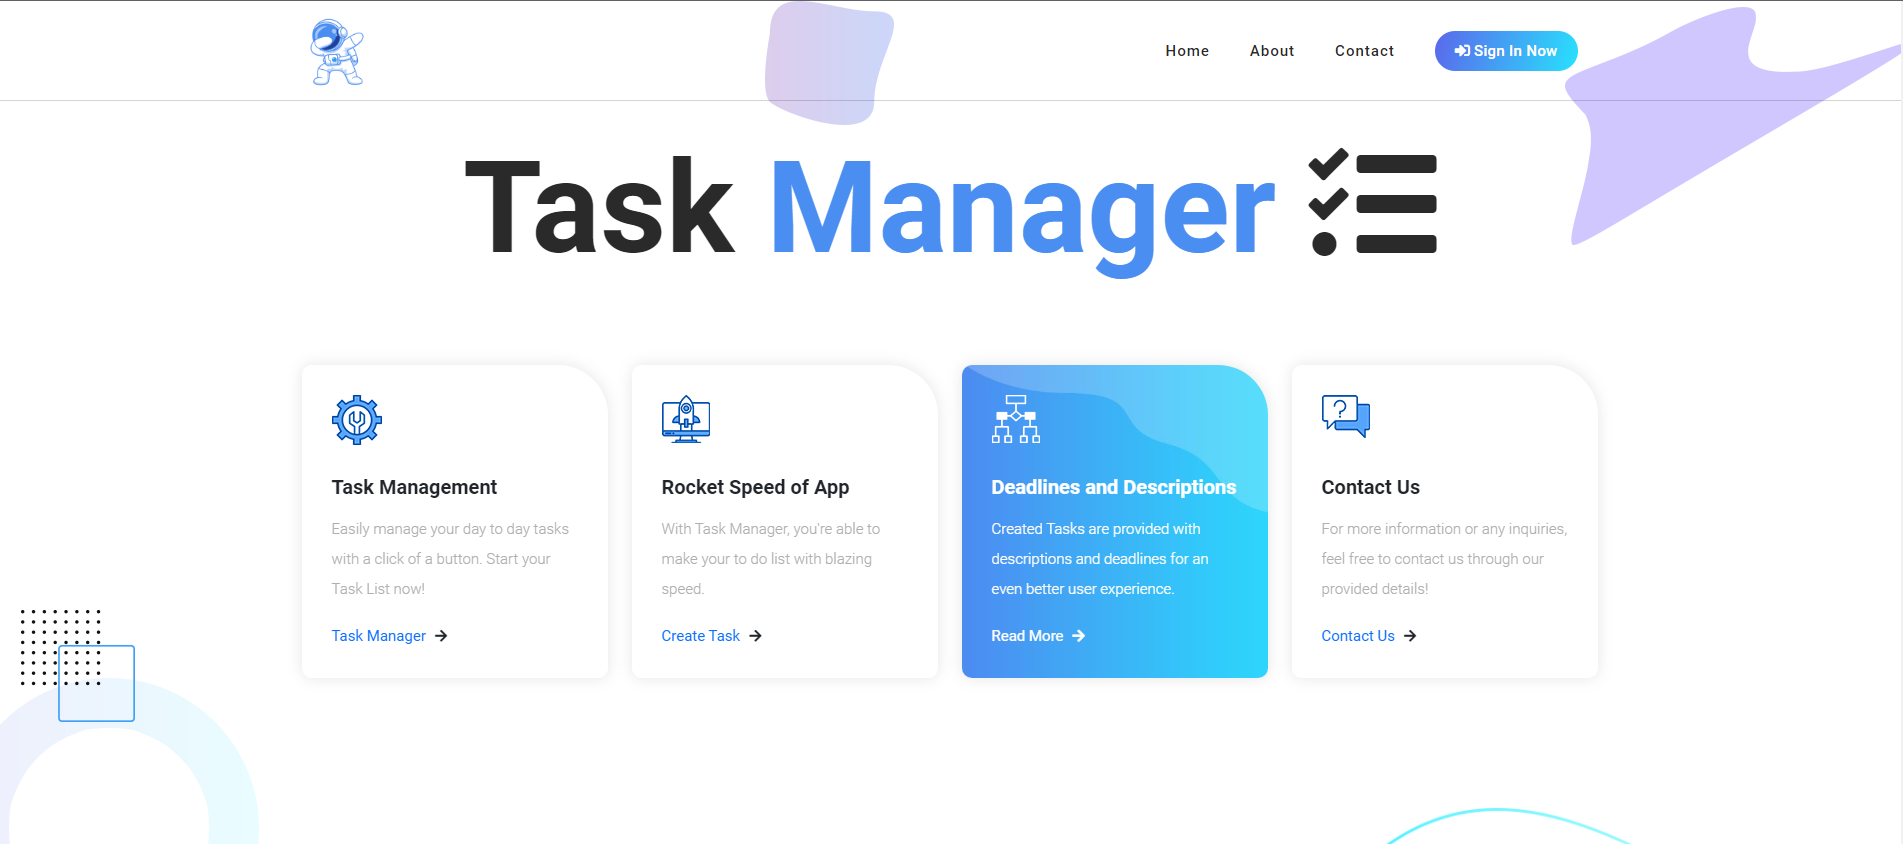 Home About Contact Sign In Now
Task Manager
Task Management
Easily manage your day to day tasks
with a click of a button. Start your
Task List now!
Task Manager
Rocket Speed of App
With Task Manager, you're able to
make your to do list with blazing
speed.
Create Task
Deadlines and Descriptions
Created Tasks are provided with
descriptions and deadlines for an
even better user experience.
Read More
Contact Us
For more information or any inquiries,
feel free to contact us through our
provided details!
Contact Us